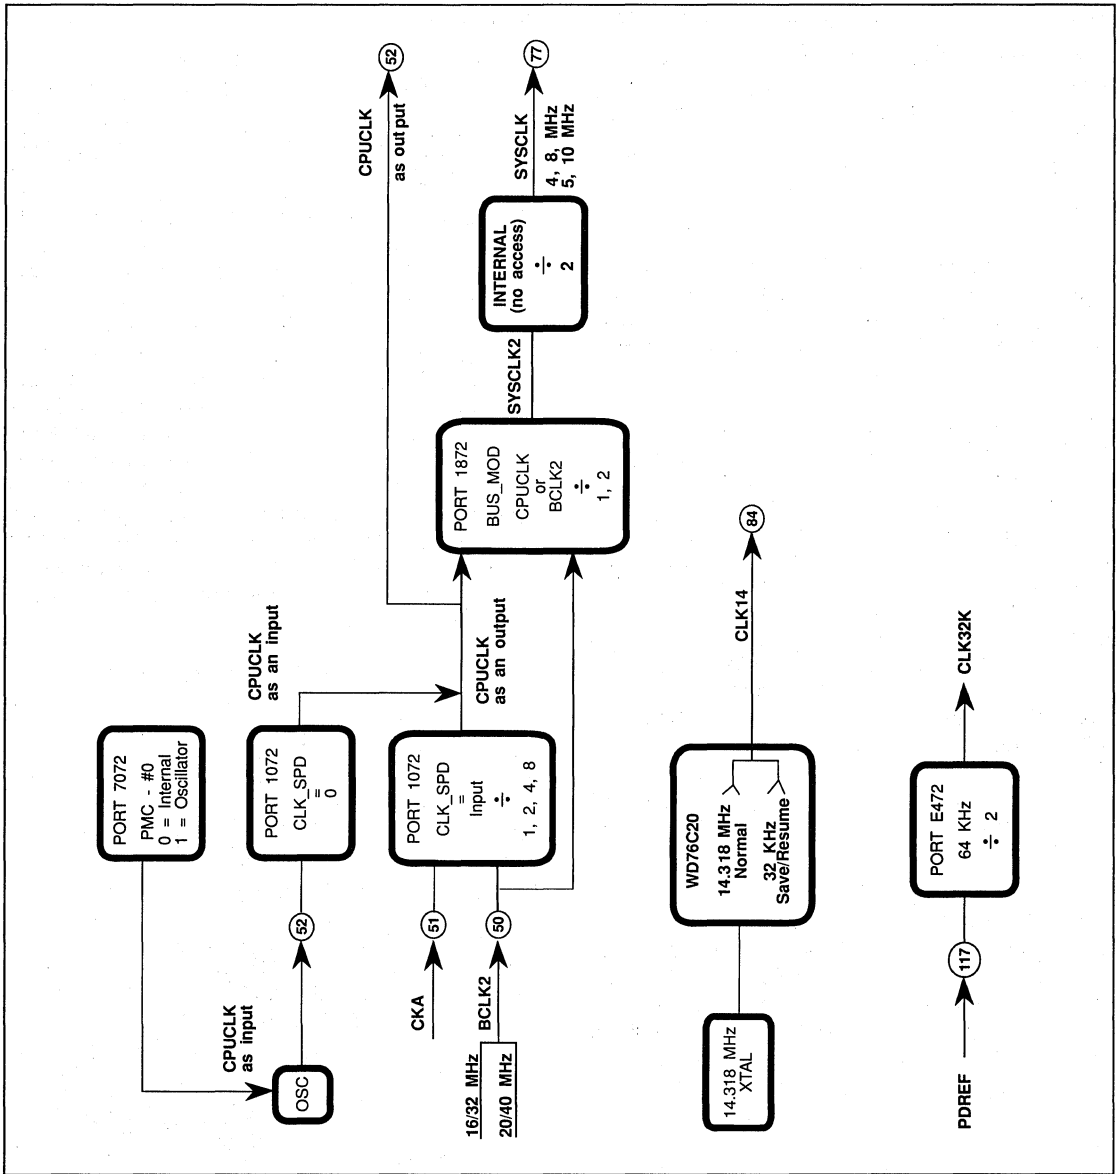 PORT 7072
PMC - #0
0 = Internal
1 = Oscillator
CPUCLK
as input
OSC
52
PORT 1072
CLK_SPD
=
0
CPUCLK
as an input
CKA
51
BCLK2
50
16/32 MHz
20/40 MHz
PORT 1072
CLK_SPD
=
Input
÷
1, 2, 4, 8
CPUCLK
as an output
CPUCLK
as output
52
PORT 1872
BUS_MOD
CPUCLK
or
BCLK2
÷
1, 2
SYSCLK2
INTERNAL
(no access)
÷
2
SYSCLK
4, 8, MHz
5, 10 MHz
77
14.318 MHz
XTAL
WD76C20
14.318 MHz
Normal
32 KHz
Save/Resume
CLK14
84
PDREF
117
PORT E472
64 KHz
÷ 2
CLK32K